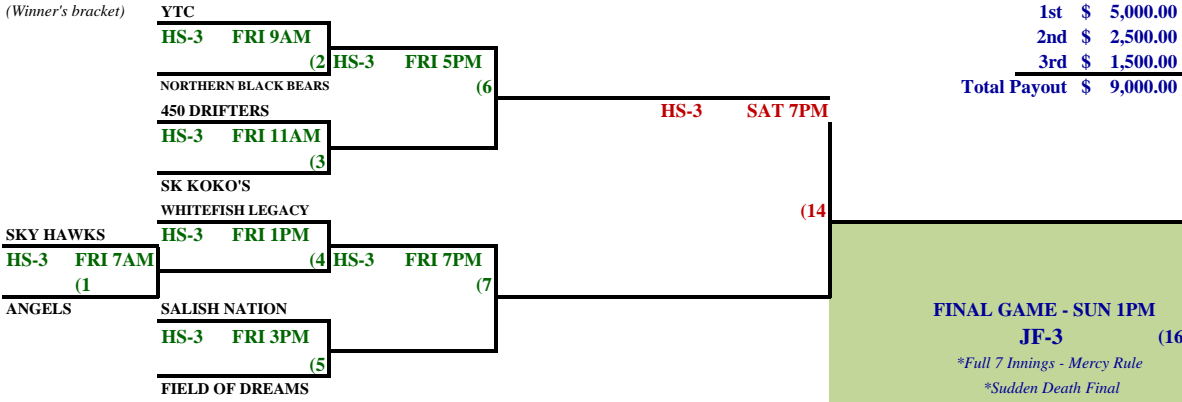 (Winner's bracket)
YTC
1st $ 5,000.00
HS-3 FRI 9AM
2nd $ 2,500.00
(2
HS-3 FRI 5PM
3rd $ 1,500.00
NORTHERN BLACK BEARS
(6
Total Payout $ 9,000.00
450 DRIFTERS
HS-3 SAT 7PM
HS-3 FRI 11AM
(3
SK KOKO'S
WHITEFISH LEGACY
(14
SKY HAWKS
HS-3 FRI 1PM
HS-3 FRI 7AM
(4
HS-3 FRI 7PM
(1
(7
ANGELS
SALISH NATION
FINAL GAME - SUN 1PM
HS-3 FRI 3PM
JF-3 (16
(5
*Full 7 Innings - Mercy Rule
FIELD OF DREAMS
*Sudden Death Final